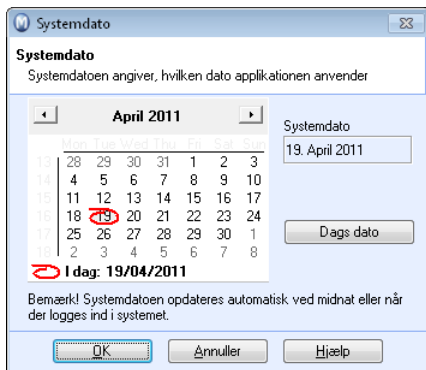 Systemdato
Systemdato
Systemdatoen angiver, hvilken dato applikationen anvender
April 2011
Mon Tue Wed Thu Fri Sat Sun
13 28 29 30 31 1 2 3
14 4 5 6 7 8 9 10
15 11 12 13 14 15 16 17
16 18 19 20 21 22 23 24
17 25 26 27 28 29 30 1
18 2 3 4 5 6 7 8
I dag: 19/04/2011
Systemdato
19. April 2011
Dags dato
Bemærk! Systemdatoen opdateres automatisk ved midnat eller når
der logges ind i systemet.
OK Annuller Hjælp